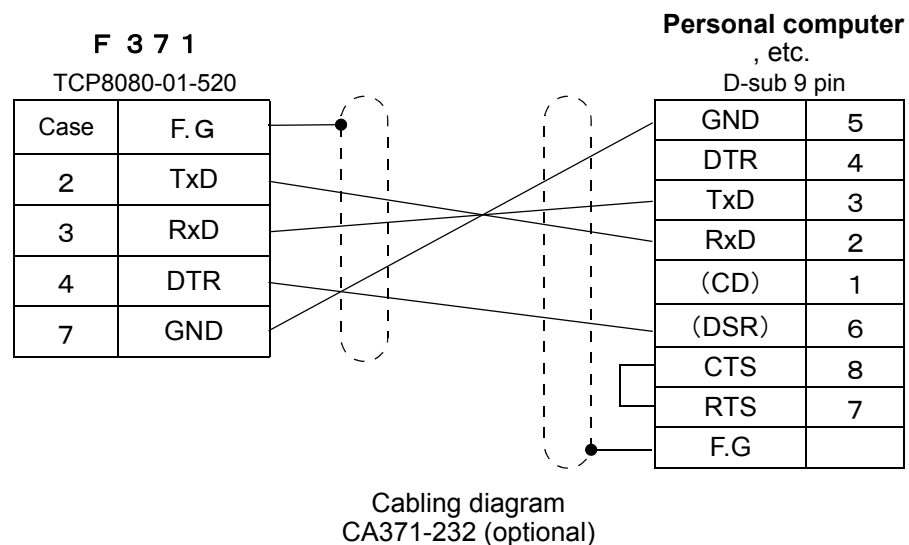 F 3 7 1
TCP8080-01-520
Case F.G
2 TxD
3 RxD
4 DTR
7 GND
Personal computer
, etc.
D-sub 9 pin
GND 5
DTR 4
TxD 3
RxD 2
(CD) 1
(DSR) 6
CTS 8
RTS 7
F.G
Cabling diagram
CA371-232 (optional)